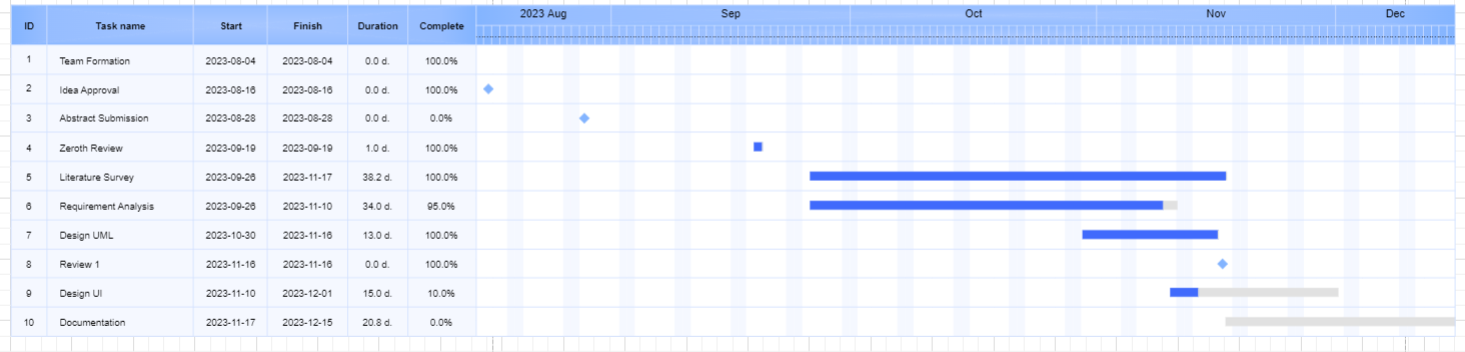 2023 Aug Sep Oct Nov Dec
ID Task name Start Finish Duration Complete
1 Team Formation 2023-08-04 2023-08-04 0.0 d. 100.0%
2 Idea Approval 2023-08-16 2023-08-16 0.0 d. 100.0%
3 Abstract Submission 2023-08-28 2023-08-28 0.0 d. 0.0%
4 Zeroth Review 2023-09-19 2023-09-19 1.0 d. 100.0%
5 Literature Survey 2023-09-26 2023-11-17 38.2 d. 100.0%
6 Requirement Analysis 2023-09-26 2023-11-10 34.0 d. 95.0%
7 Design UML 2023-10-30 2023-11-16 13.0 d. 100.0%
8 Review 1 2023-11-16 2023-11-16 0.0 d. 100.0%
9 Design UI 2023-11-10 2023-12-01 15.0 d. 10.0%
10 Documentation 2023-11-17 2023-12-15 20.8 d. 0.0%